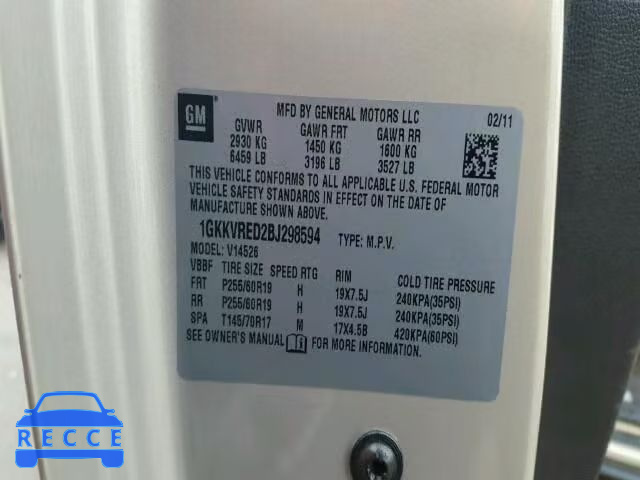 GM
MFD BY GENERAL MOTORS LLC 02/11
GVWR GAWR FRT GAWR RR
2930 KG 1450 KG 1600 KG
6459 LB 3196 LB 3527 LB
THIS VEHICLE CONFORMS TO ALL APPLICABLE U.S. FEDERAL MOTOR
VEHICLE SAFETY STANDARDS IN EFFECT ON THE DATE OF
MANUFACTURE SHOWN ABOVE.
1GKKVRED2BJ298594 TYPE: M.P.V.
MODEL: V14526
VBBF TIRE SIZE SPEED RTG RIM COLD TIRE PRESSURE
FRT P255/60R19 H 19X7.5J 240KPA(35PSI)
RR P255/60R19 H 19X7.5J 240KPA(35PSI)
SPA T145/70R17 M 17X4.5B 420KPA(60PSI)
SEE OWNER'S MANUAL FOR MORE INFORMATION.
RECCE